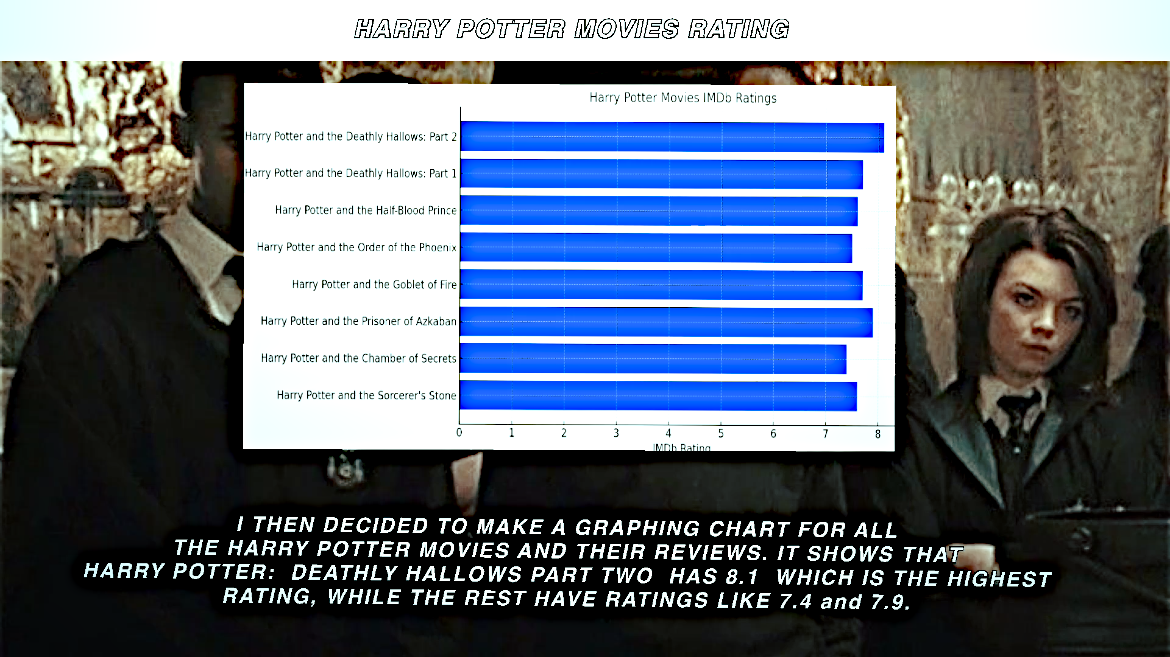 HARRY POTTER MOVIES RATING
Harry Potter Movies IMDb Ratings
Harry Potter and the Deathly Hallows: Part 2
Harry Potter and the Deathly Hallows: Part 1
Harry Potter and the Half-Blood Prince
Harry Potter and the Order of the Phoenix
Harry Potter and the Goblet of Fire
Harry Potter and the Prisoner of Azkaban
Harry Potter and the Chamber of Secrets
Harry Potter and the Sorcerer's Stone
0 1 2 3 4 5 6 7 8
IMDb Rating
I THEN DECIDED TO MAKE A GRAPHING CHART FOR ALL
THE HARRY POTTER MOVIES AND THEIR REVIEWS. IT SHOWS THAT
HARRY POTTER: DEATHLY HALLOWS PART TWO HAS 8.1 WHICH IS THE HIGHEST
RATING, WHILE THE REST HAVE RATINGS LIKE 7.4 and 7.9.